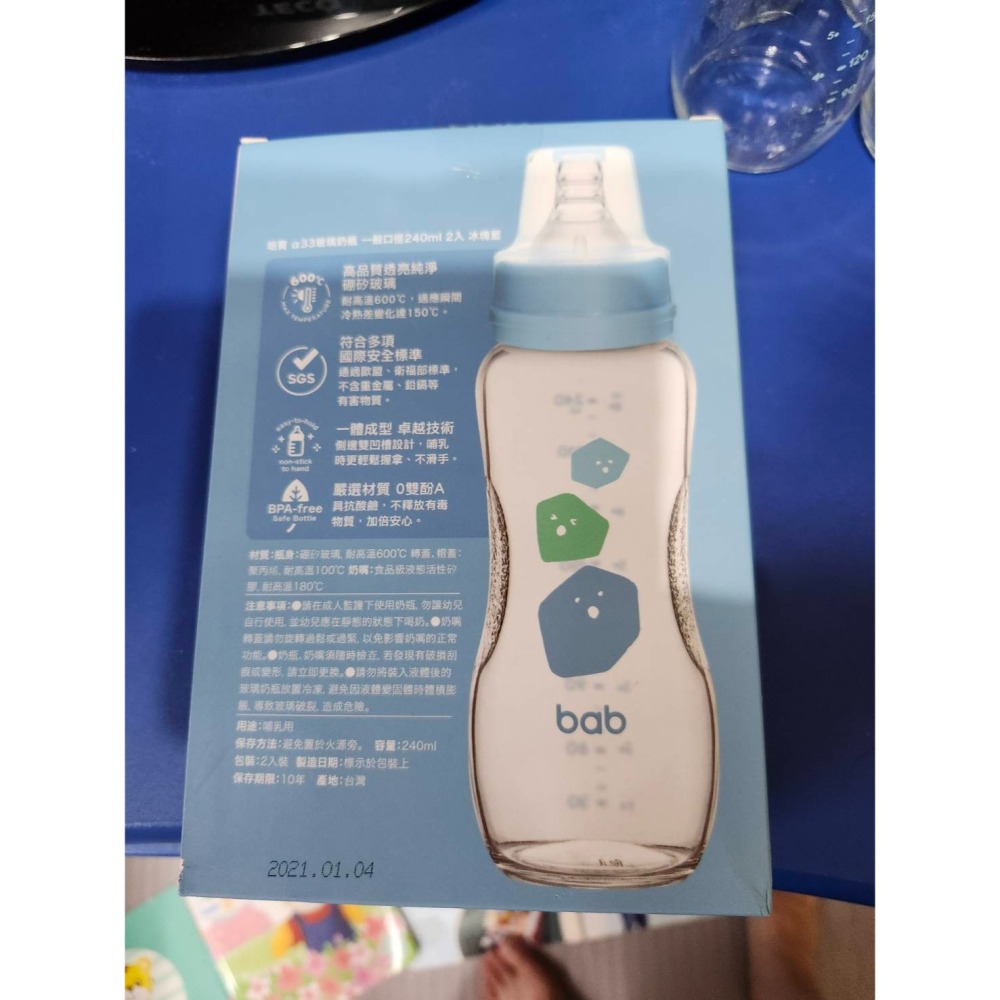 TECO
培寶 α33玻璃奶瓶 一般口徑240ml 2入 冰塊藍
600℃
MAX TEMPERATURE
高品質透亮純淨
硼矽玻璃
耐高溫600℃，適應瞬間
冷熱差變化達150℃。
SGS
符合多項
國際安全標準
通過歐盟、衛福部標準，
不含重金屬、鉛鎘等
有害物質。
easy-to-hold
non-stick
to hand
一體成型 卓越技術
側邊雙凹槽設計，哺乳
時更輕鬆握拿、不滑手。
BPA-free
Safe Bottle
嚴選材質 0雙酚A
具抗酸鹼，不釋放有毒
物質，加倍安心。
材質：瓶身：硼矽玻璃，耐高溫600℃ 轉蓋、帽蓋：
聚丙烯，耐高溫100℃ 奶嘴：食品級液態活性矽
膠，耐高溫180℃
注意事項：●請在成人監護下使用奶瓶，勿讓幼兒
自行使用，並幼兒應在靜態的狀態下喝奶。●奶嘴
轉蓋請勿旋轉過鬆或過緊，以免影響奶嘴的正常
功能。●奶瓶、奶嘴須隨時檢查，若發現有破損刮
痕或變形，請立即更換。●請勿將裝入液體後的
玻璃奶瓶放置冷凍，避免因液體變固體時體積膨
脹，導致玻璃破裂，造成危險。
用途：哺乳用
保存方法：避免置於火源旁。 容量：240ml
包裝：2入裝 製造日期：標示於包裝上
保存期限：10年 產地：台灣
2021.01.04
bab
120
90